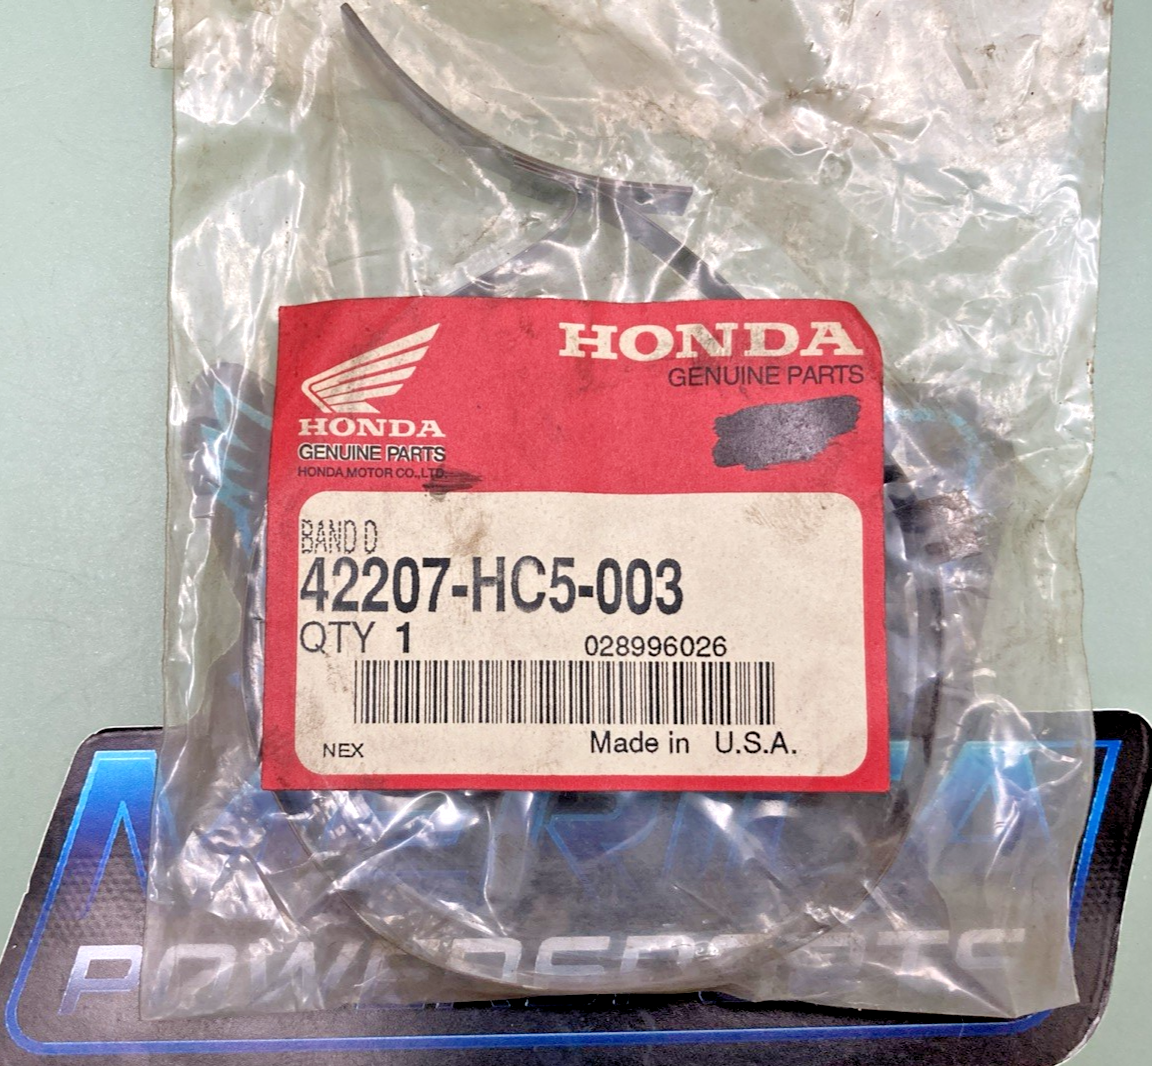 HONDA
GENUINE PARTS
HONDA
GENUINE PARTS
HONDA MOTOR CO.,LTD.
BAND D
42207-HC5-003
QTY 1
028996026
NEX
Made in U.S.A.
POWERSPORTS